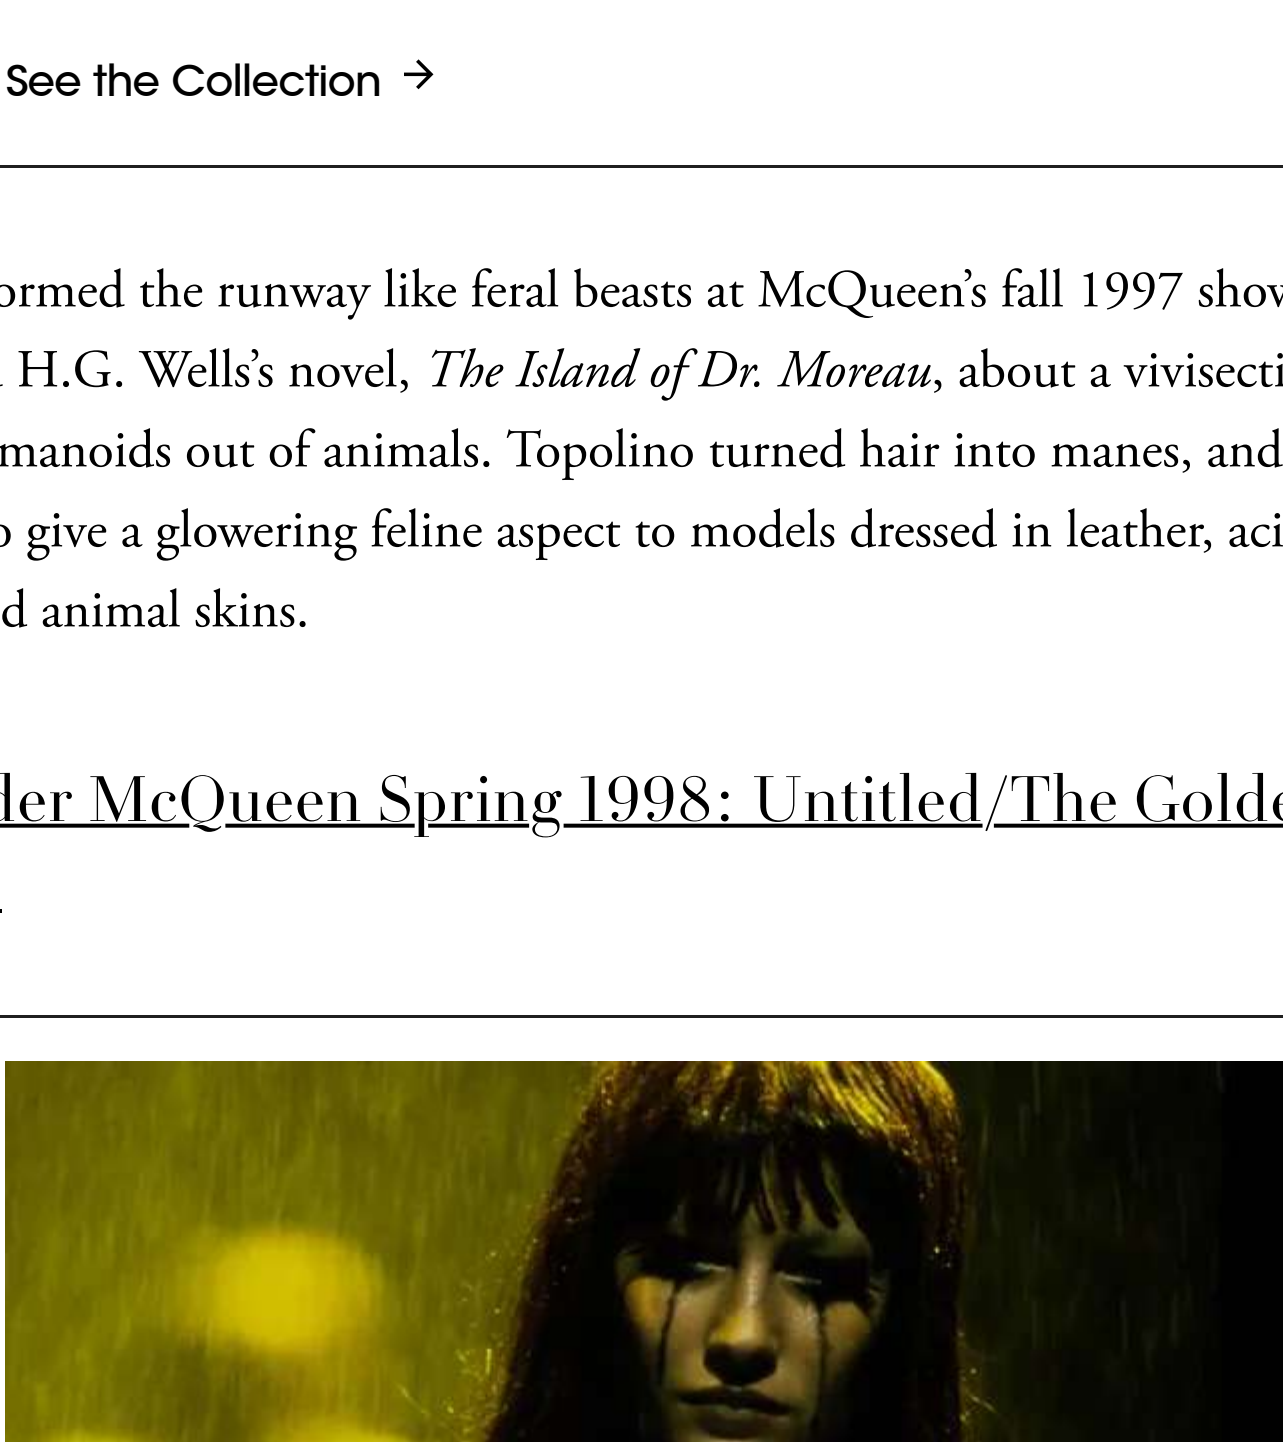 See the Collection →
ormed the runway like feral beasts at McQueen’s fall 1997 show
H.G. Wells’s novel, The Island of Dr. Moreau, about a vivisecti
manoids out of animals. Topolino turned hair into manes, and
o give a glowering feline aspect to models dressed in leather, aci
d animal skins.
der McQueen Spring 1998: Untitled/The Golde